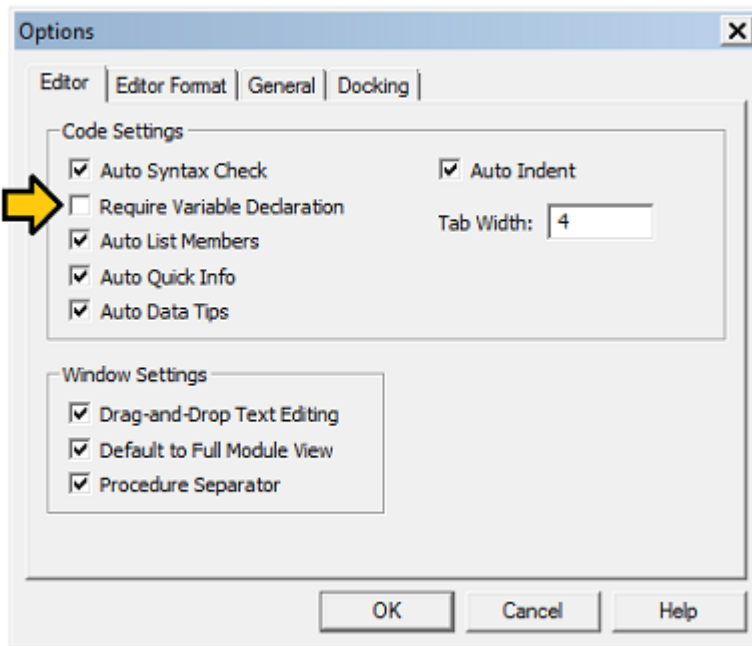 Options
Editor Editor Format General Docking
Code Settings
Auto Syntax Check Auto Indent
Require Variable Declaration
Tab Width: 4
Auto List Members
Auto Quick Info
Auto Data Tips
Window Settings
Drag-and-Drop Text Editing
Default to Full Module View
Procedure Separator
OK Cancel Help